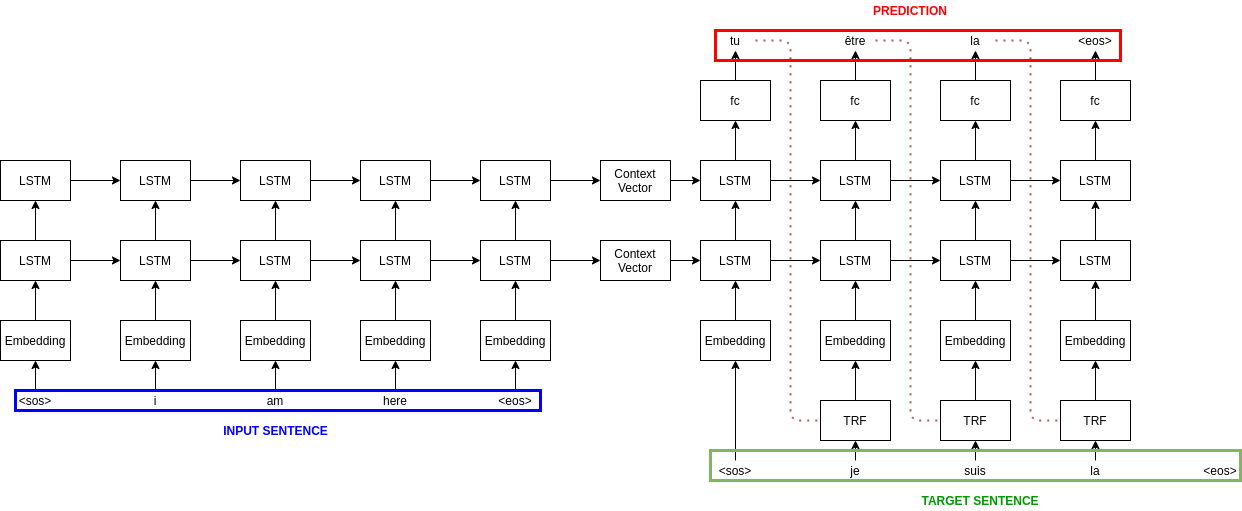 PREDICTION
tu être la <eos>
fc fc fc fc
LSTM LSTM LSTM LSTM LSTM Context Vector LSTM LSTM LSTM LSTM
LSTM LSTM LSTM LSTM LSTM Context Vector LSTM LSTM LSTM LSTM
Embedding Embedding Embedding Embedding Embedding Embedding Embedding Embedding Embedding
<sos> i am here <eos>
INPUT SENTENCE
TRF TRF TRF
<sos> je suis la <eos>
TARGET SENTENCE